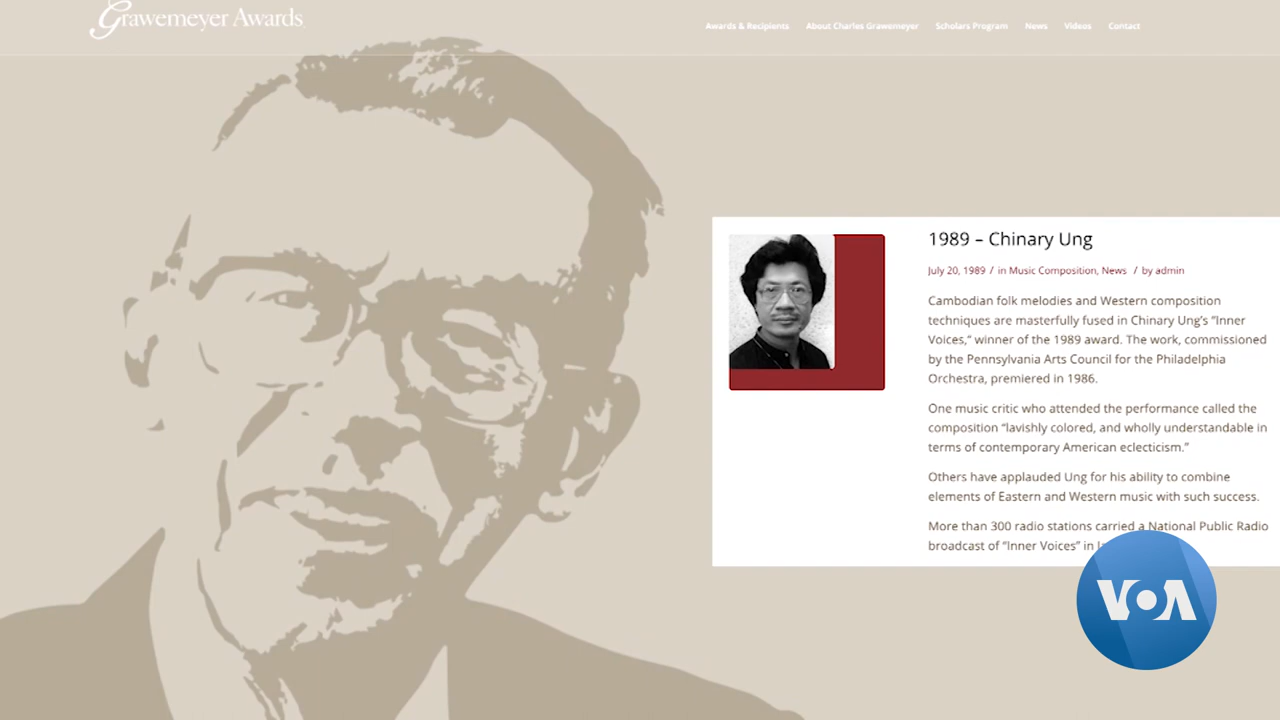 Grawemeyer Awards
Awards & Recipients About Charles Grawemeyer Scholars Program News Videos Contact
1989 – Chinary Ung
July 20, 1989 / in Music Composition, News / by admin
Cambodian folk melodies and Western composition
techniques are masterfully fused in Chinary Ung's “Inner
Voices,” winner of the 1989 award. The work, commissioned
by the Pennsylvania Arts Council for the Philadelphia
Orchestra, premiered in 1986.
One music critic who attended the performance called the
composition “lavishly colored, and wholly understandable in
terms of contemporary American eclecticism.”
Others have applauded Ung for his ability to combine
elements of Eastern and Western music with such success.
More than 300 radio stations carried a National Public Radio
broadcast of “Inner Voices” in
VOA